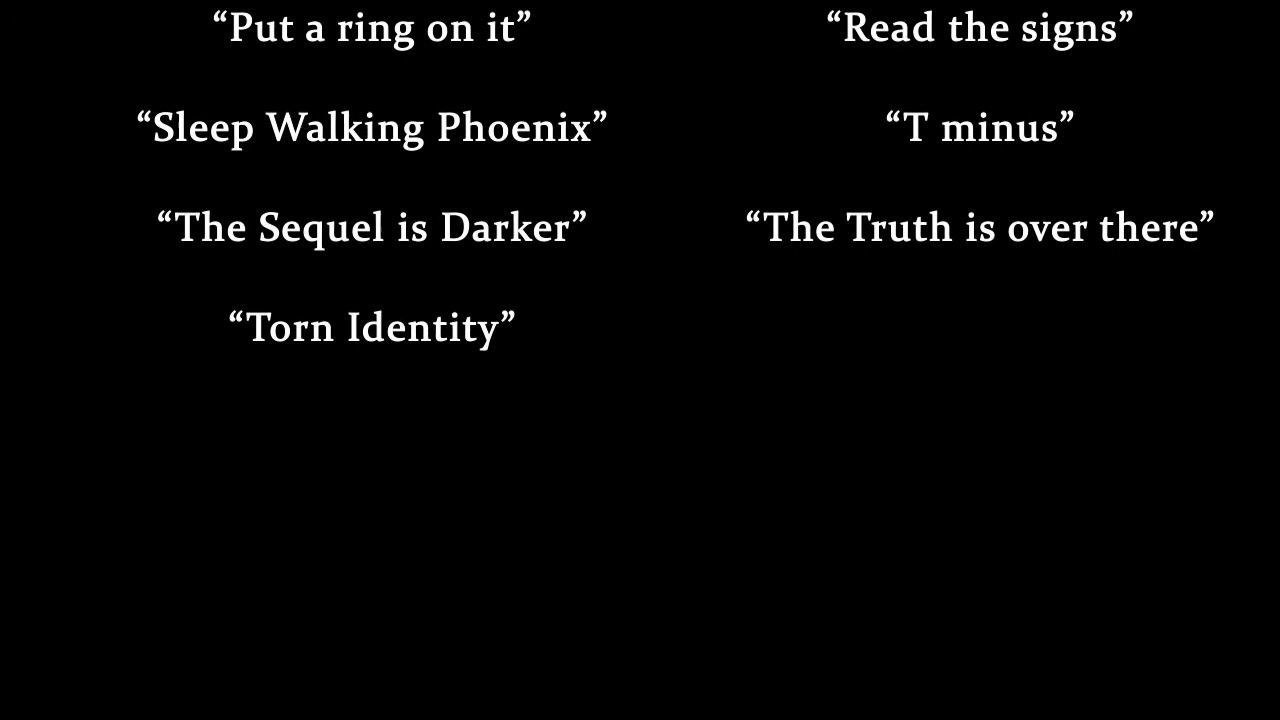 “Put a ring on it”
“Read the signs”
“Sleep Walking Phoenix”
“T minus”
“The Sequel is Darker”
“The Truth is over there”
“Torn Identity”